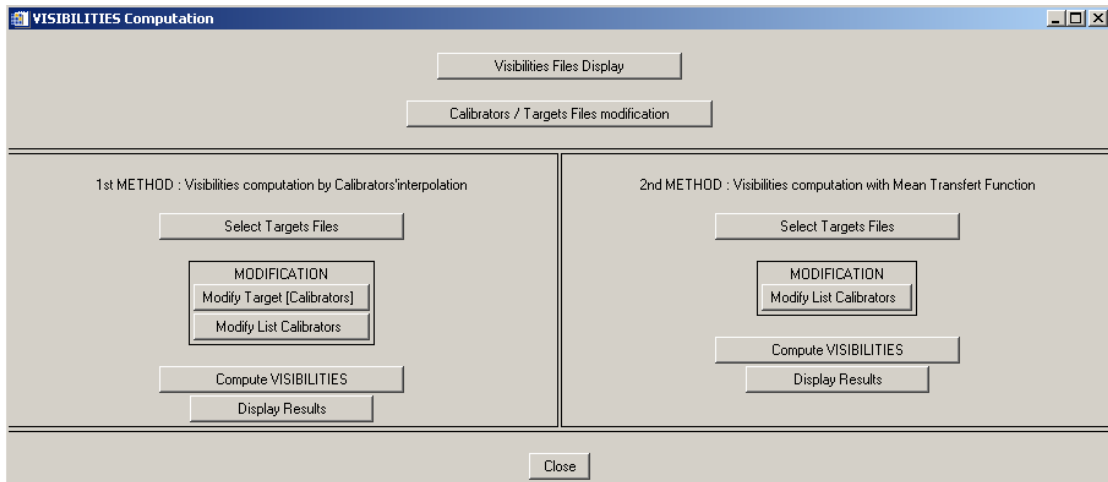 VISIBILITIES Computation
Visibilities Files Display
Calibrators / Targets Files modification
1st METHOD : Visibilities computation by Calibrators'interpolation
Select Targets Files
MODIFICATION
Modify Target [Calibrators]
Modify List Calibrators
Compute VISIBILITIES
Display Results
2nd METHOD : Visibilities computation with Mean Transfert Function
Select Targets Files
MODIFICATION
Modify List Calibrators
Compute VISIBILITIES
Display Results
Close